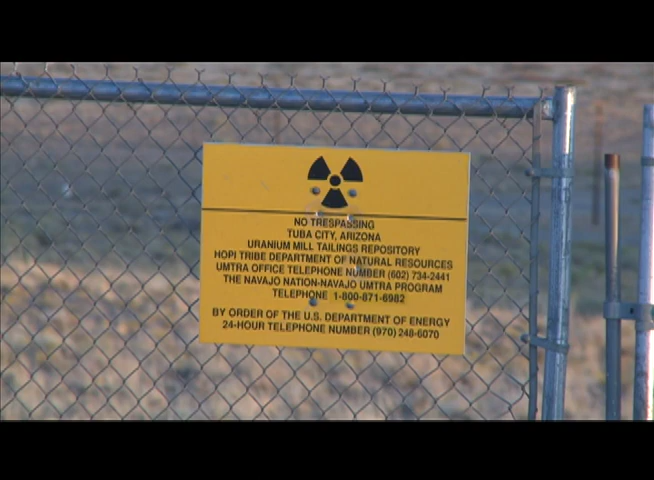 NO TRESPASSING
TUBA CITY, ARIZONA
URANIUM MILL TAILINGS REPOSITORY
HOPI TRIBE DEPARTMENT OF NATURAL RESOURCES
UMTRA OFFICE TELEPHONE NUMBER (602) 734-2441
THE NAVAJO NATION-NAVAJO UMTRA PROGRAM
TELEPHONE 1-800-871-6982
BY ORDER OF THE U.S. DEPARTMENT OF ENERGY
24-HOUR TELEPHONE NUMBER (970) 248-6070